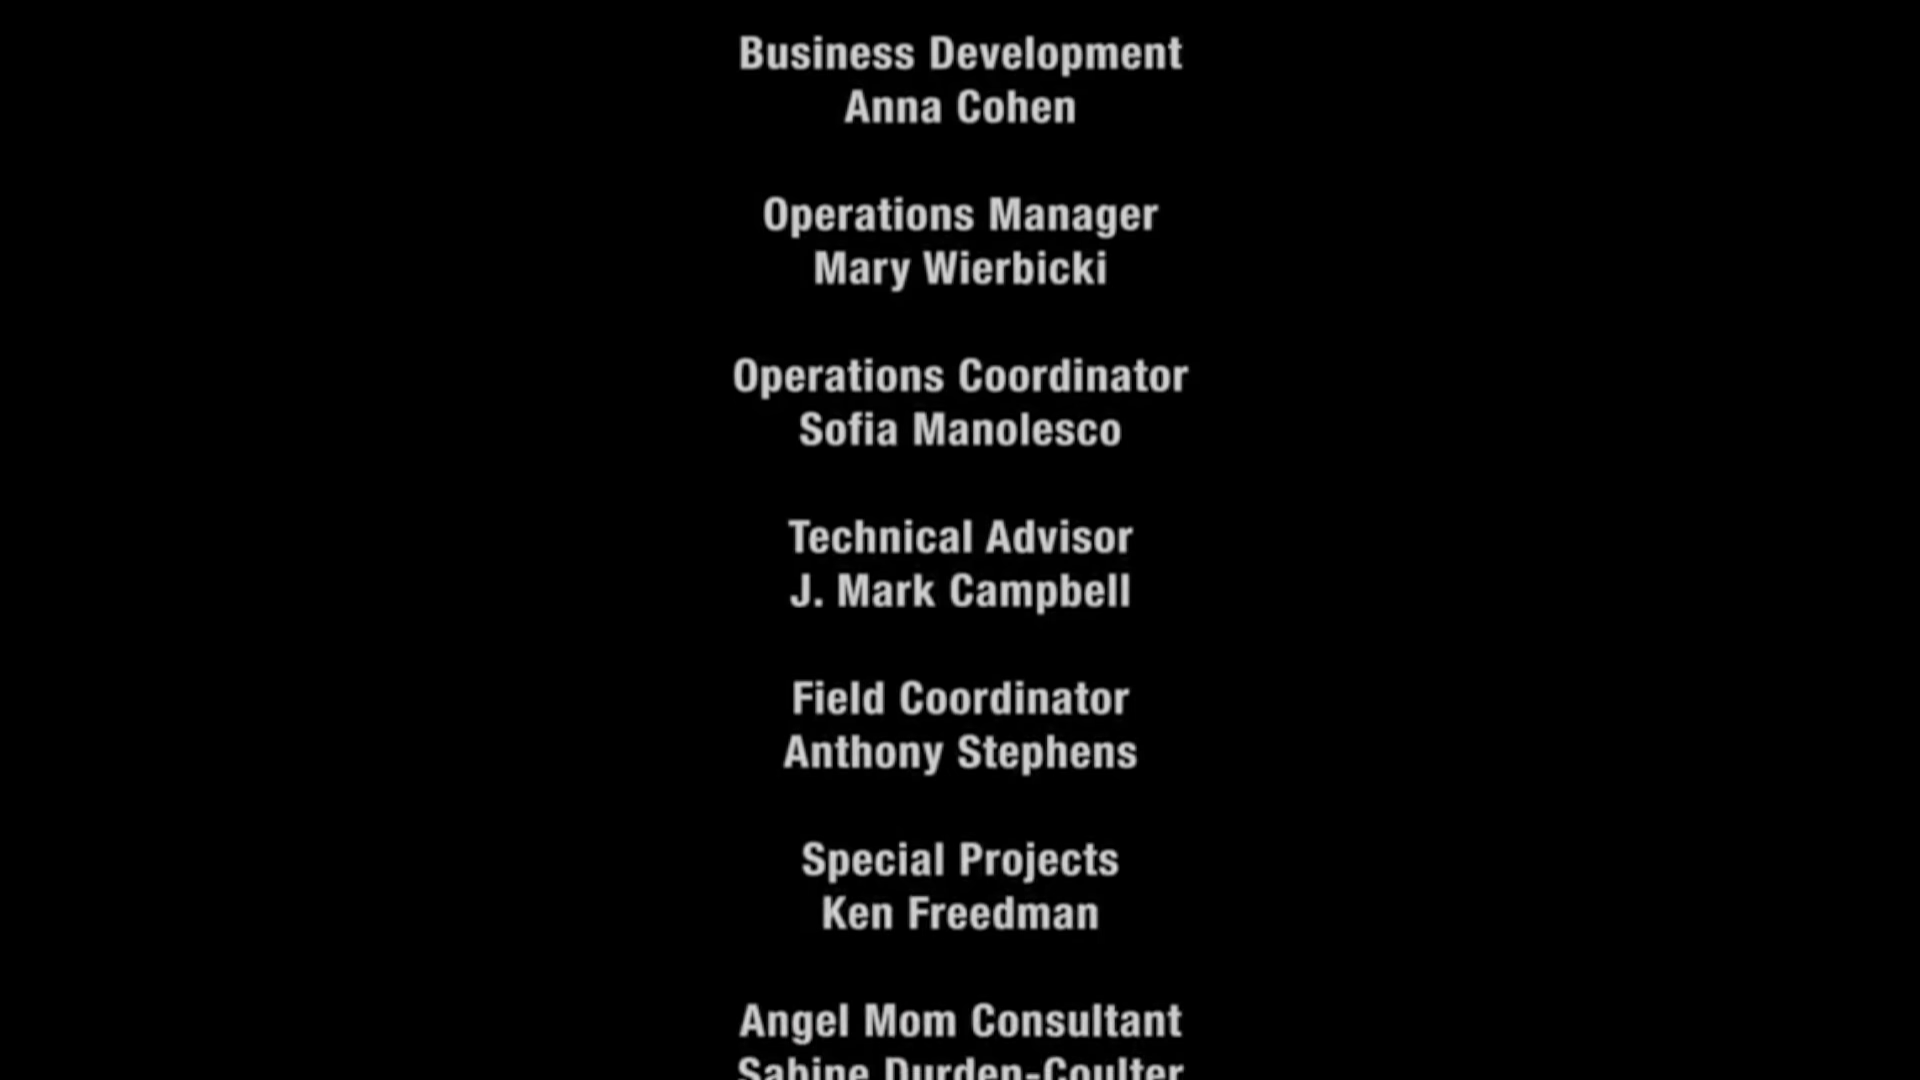 Business Development
Anna Cohen
Operations Manager
Mary Wierbicki
Operations Coordinator
Sofia Manolesco
Technical Advisor
J. Mark Campbell
Field Coordinator
Anthony Stephens
Special Projects
Ken Freedman
Angel Mom Consultant
Sabine Durden-Coulter